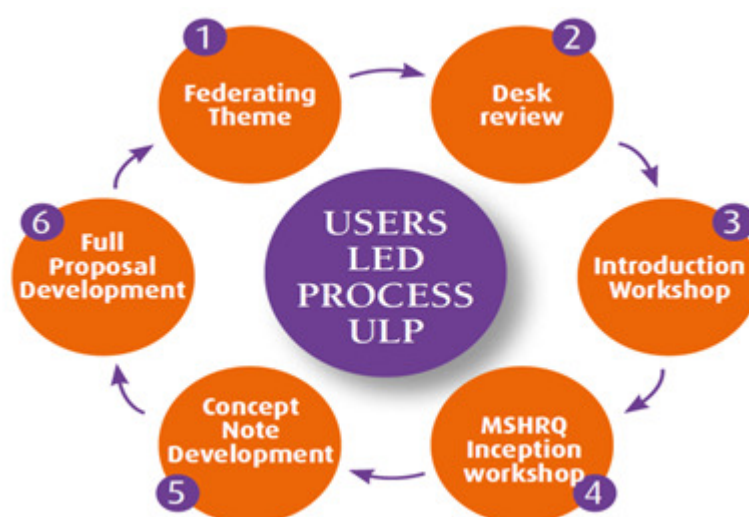 1
Federating
Theme
2
Desk
review
3
Introduction
Workshop
4
MSHRQ
Inception
workshop
5
Concept
Note
Development
6
Full
Proposal
Development
USERS
LED
PROCESS
ULP